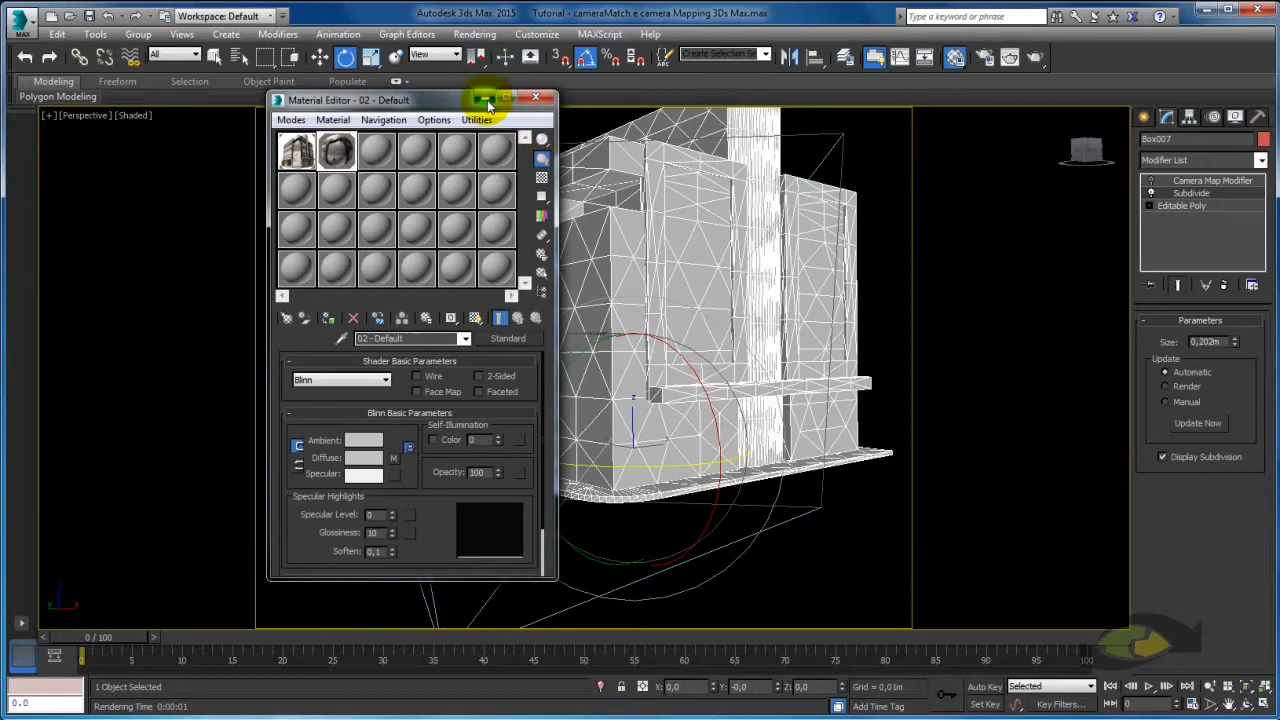 MAX
Workspace: Default
Autodesk 3ds Max 2015
Tutorial - cameraMatch e camera Mapping 3Ds Max.max
Type a keyword or phrase
Edit Tools Group Views Create Modifiers Animation Graph Editors Rendering Customize MAXScript Help
All
View
3
ABC
Create Selection Se
Modeling Freeform Selection Object Paint Populate
Polygon Modeling
[+] [Perspective] [Shaded]
Material Editor - 02 - Default
Modes Material Navigation Options Utilities
02 - Default
Standard
Shader Basic Parameters
Blinn
Wire
2-Sided
Face Map
Faceted
Blinn Basic Parameters
Self-Illumination
Ambient:
Color 0
Diffuse: M
Specular:
Opacity: 100
Specular Highlights
Specular Level: 0
Glossiness: 10
Soften: 0,1
z
Box007
Modifier List
Camera Map Modifier
Subdivide
Editable Poly
Parameters
Size: 0,202m
Update
Automatic
Render
Manual
Update Now
Display Subdivision
z
y
x
0 / 100
0 5 10 15 20 25 30 35 40 45 50 55 60 65 70 75 80 85 90 95 100
1 Object Selected
X: 0,0
Y: -0,0
Z: 0,0
Grid = 0,01m
Auto Key
Selected
0.0
Rendering Time 0:00:01
Add Time Tag
Set Key
Key Filters...
0